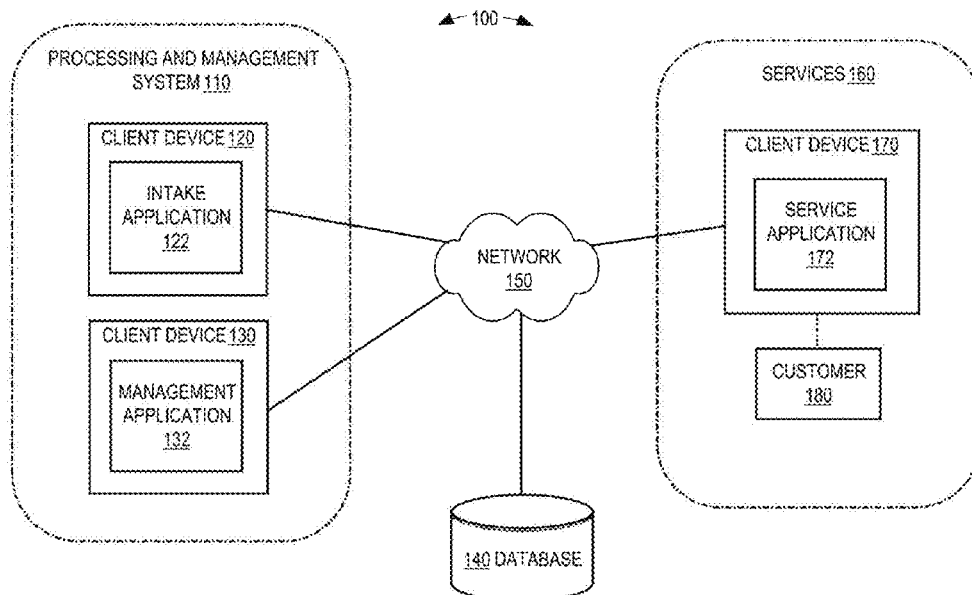 100
PROCESSING AND MANAGEMENT
SYSTEM 110
CLIENT DEVICE 120
INTAKE
APPLICATION
122
CLIENT DEVICE 130
MANAGEMENT
APPLICATION
132
NETWORK
150
140 DATABASE
SERVICES 160
CLIENT DEVICE 170
SERVICE
APPLICATION
172
CUSTOMER
180